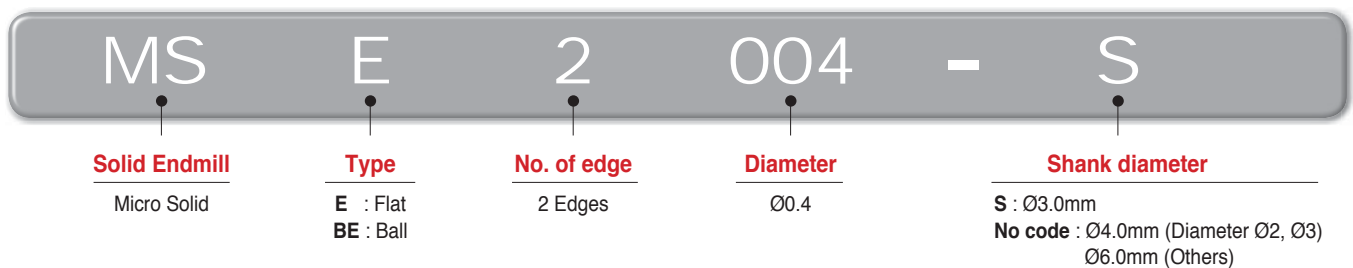 MS E 2 004 - S
Solid Endmill Type No. of edge Diameter Shank diameter
Micro Solid E : Flat 2 Edges Ø0.4 S : Ø3.0mm
BE : Ball No code : Ø4.0mm (Diameter Ø2, Ø3)
Ø6.0mm (Others)